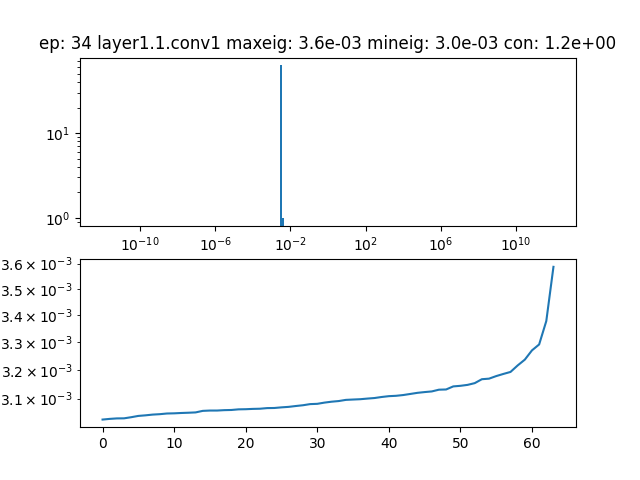 ep: 34 layer1.1.conv1 maxeig: 3.6e-03 mineig: 3.0e-03 con: 1.2e+00
10¹
10⁰
10⁻¹⁰ 10⁻⁶ 10⁻² 10² 10⁶ 10¹⁰
3.6 × 10⁻³
3.5 × 10⁻³
3.4 × 10⁻³
3.3 × 10⁻³
3.2 × 10⁻³
3.1 × 10⁻³
0 10 20 30 40 50 60